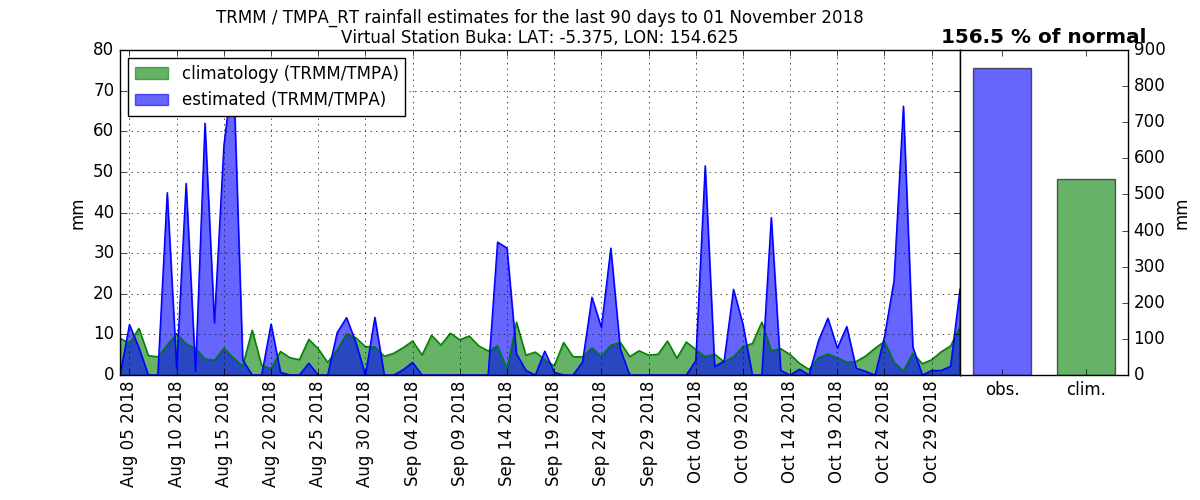 TRMM / TMPA_RT rainfall estimates for the last 90 days to 01 November 2018
Virtual Station Buka: LAT: -5.375, LON: 154.625
156.5 % of normal
climatology (TRMM/TMPA)
estimated (TRMM/TMPA)
80
70
60
50
40
30
20
10
0
mm
Aug 05 2018
Aug 10 2018
Aug 15 2018
Aug 20 2018
Aug 25 2018
Aug 30 2018
Sep 04 2018
Sep 09 2018
Sep 14 2018
Sep 19 2018
Sep 24 2018
Sep 29 2018
Oct 04 2018
Oct 09 2018
Oct 14 2018
Oct 19 2018
Oct 24 2018
Oct 29 2018
obs.
clim.
900
800
700
600
500
400
300
200
100
0
mm